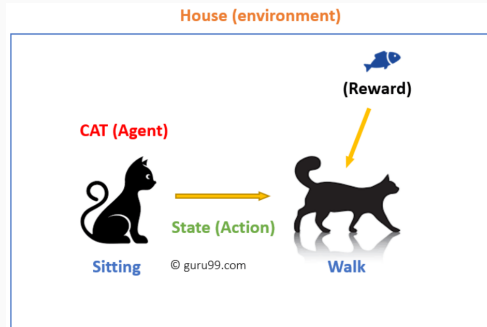 House (environment)
(Reward)
CAT (Agent)
State (Action)
Sitting
© guru99.com
Walk